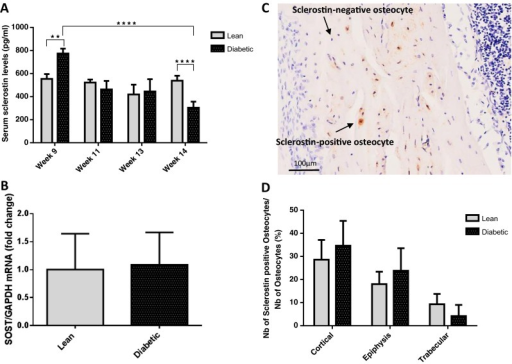 A
****
**
****
Serum sclerostin levels (pg/ml)
1000
800
600
400
200
0
Week 9
Week 11
Week 13
Week 14
Lean
Diabetic
B
SOST/GAPDH mRNA (fold change)
2.0
1.5
1.0
0.5
0.0
Lean
Diabetic
C
Sclerostin-negative osteocyte
Sclerostin-positive osteocyte
100µm
D
Nb of Sclerostin positive Osteocytes/
Nb of Osteocytes (%)
50
40
30
20
10
0
Cortical
Epiphysis
Trabecular
Lean
Diabetic